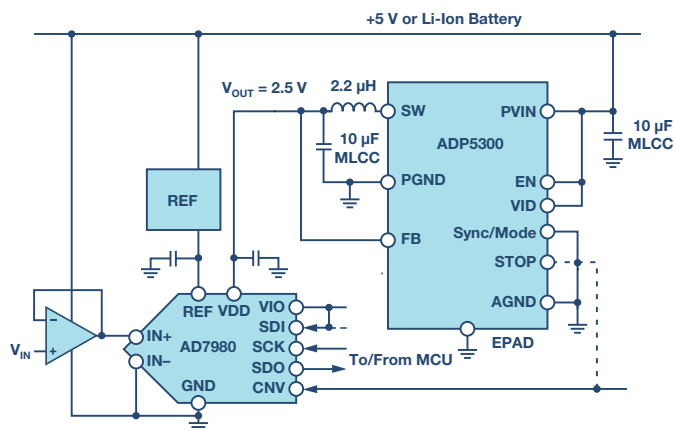 +5 V or Li-Ion Battery
VOUT = 2.5 V
2.2 µH
SW
PVIN
ADP5300
10 µF
MLCC
10 µF
MLCC
PGND
EN
VID
REF
FB
Sync/Mode
STOP
AGND
EPAD
REF
VDD
VIO
SDI
IN+
AD7980
SCK
IN–
SDO
To/From MCU
GND
CNV
VIN
–
+